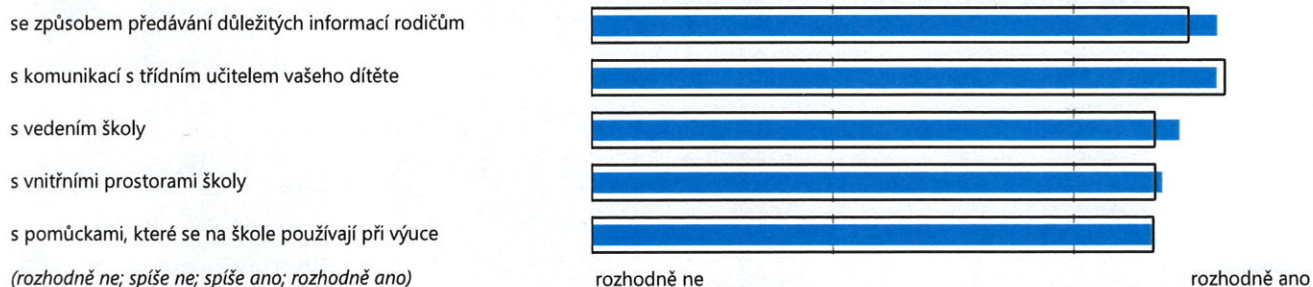 se způsobem předávání důležitých informací rodičům
s komunikací s třídním učitelem vašeho dítěte
s vedením školy
s vnitřními prostorami školy
s pomůckami, které se na škole používají při výuce
(rozhodně ne; spíše ne; spíše ano; rozhodně ano)
rozhodně ne
rozhodně ano